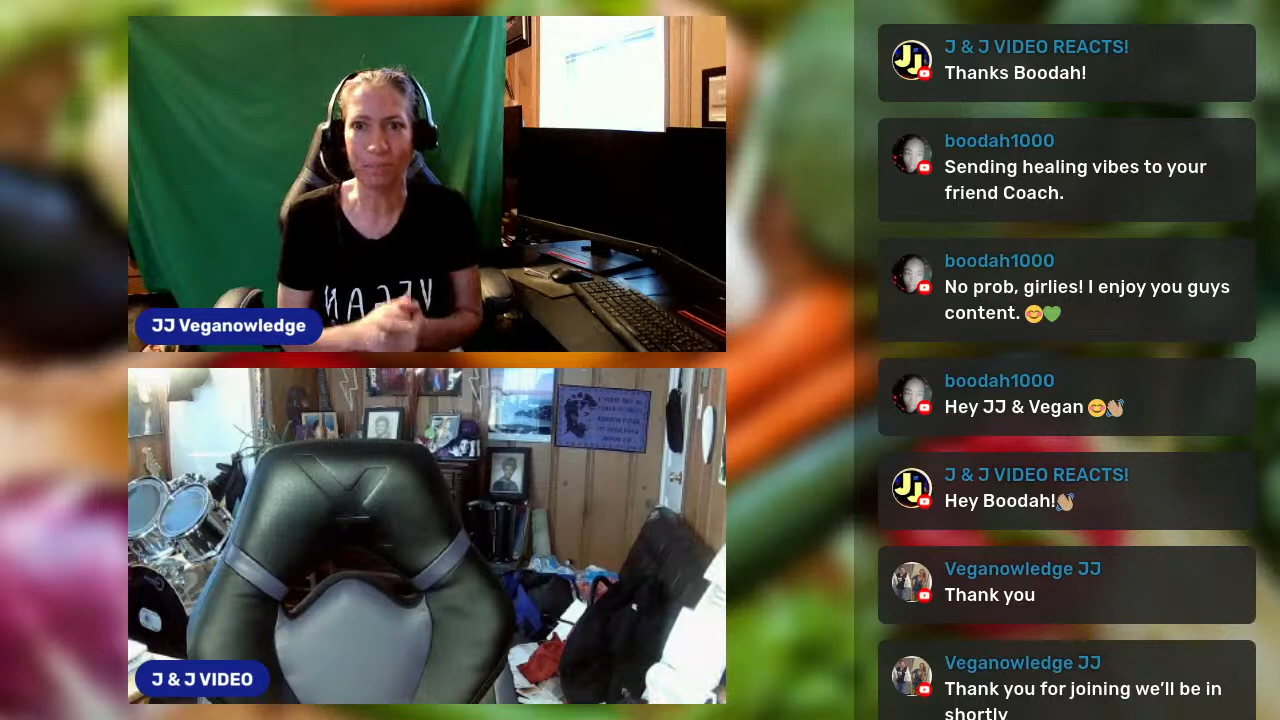 VEGAN
JJ Veganowledge
J & J VIDEO
J & J VIDEO REACTS!
Thanks Boodah!
boodah1000
Sending healing vibes to your
friend Coach.
boodah1000
No prob, girlies! I enjoy you guys
content. 😊💚
boodah1000
Hey JJ & Vegan 😊👋🏽
J & J VIDEO REACTS!
Hey Boodah!👋🏽
Veganowledge JJ
Thank you
Veganowledge JJ
Thank you for joining we’ll be in
shortly